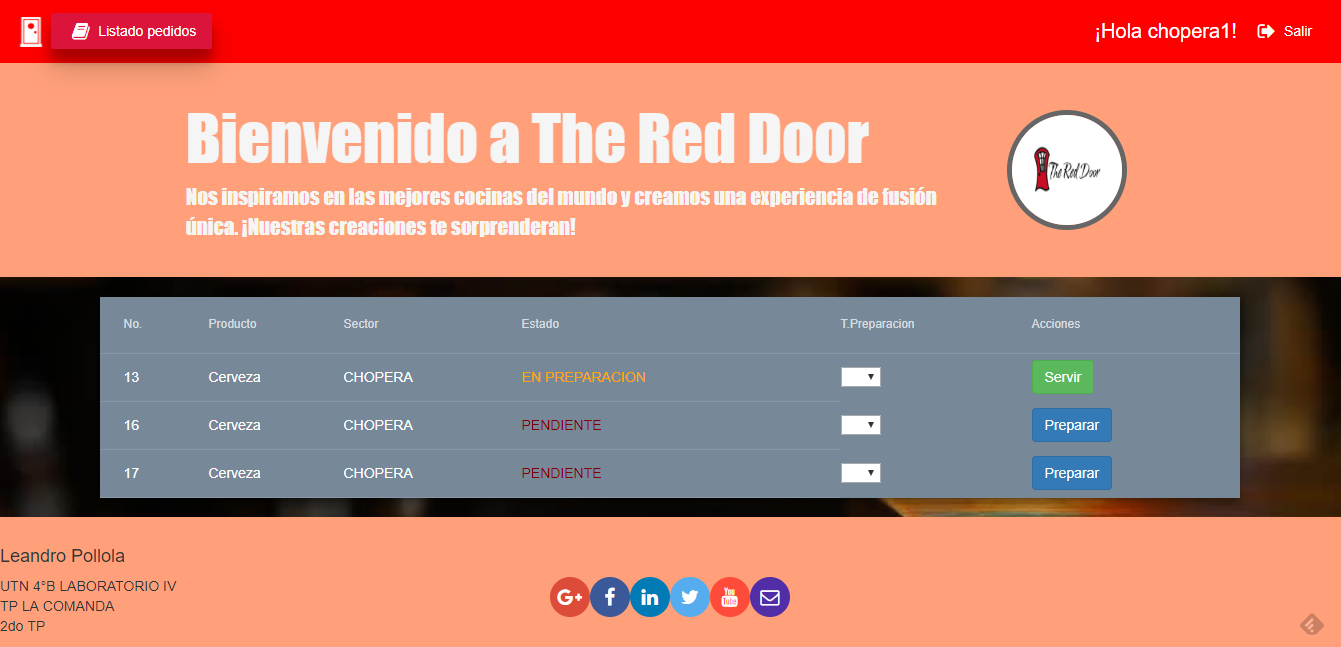 Listado pedidos
¡Hola chopera1!
Salir
Bienvenido a The Red Door
Nos inspiramos en las mejores cocinas del mundo y creamos una experiencia de fusión
única. ¡Nuestras creaciones te sorprenderan!
The Red Door
No. Producto Sector Estado T.Preparacion Acciones
13 Cerveza CHOPERA EN PREPARACION Servir
16 Cerveza CHOPERA PENDIENTE Preparar
17 Cerveza CHOPERA PENDIENTE Preparar
Leandro Pollola
UTN 4°B LABORATORIO IV
TP LA COMANDA
2do TP
G+ f in You Tube